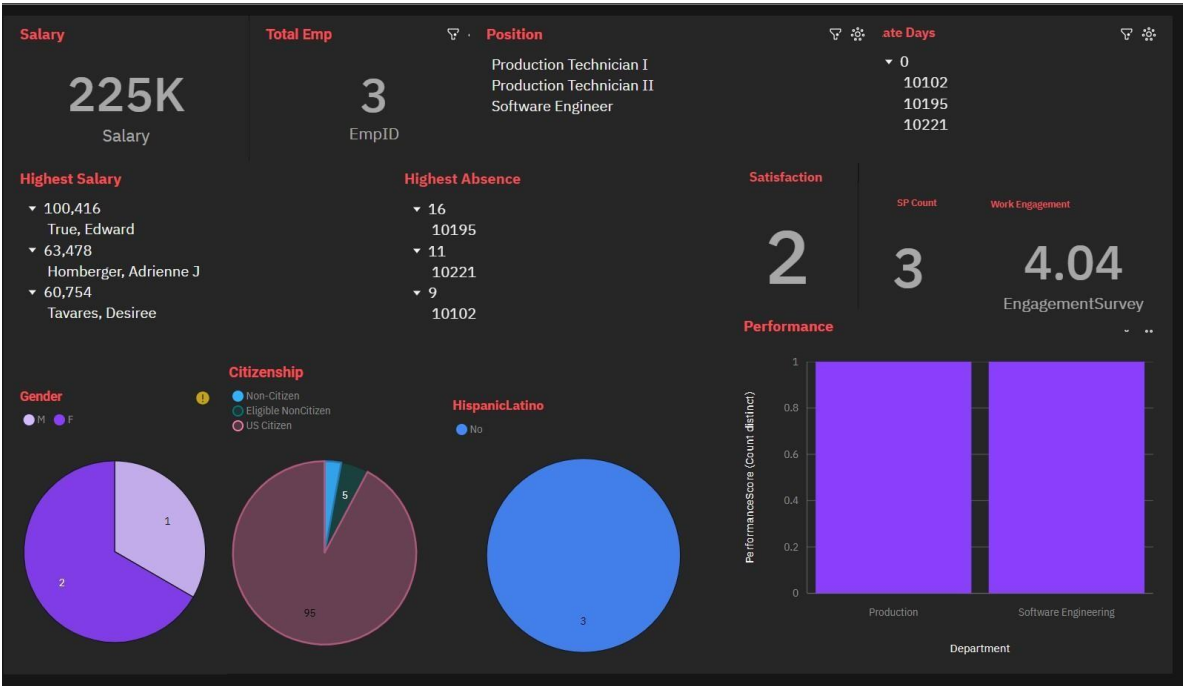 Salary
225K
Salary
Total Emp
3
EmpID
Position
Production Technician I
Production Technician II
Software Engineer
ate Days
0
10102
10195
10221
Highest Salary
100,416
True, Edward
63,478
Homberger, Adrienne J
60,754
Tavares, Desiree
Highest Absence
16
10195
11
10221
9
10102
Satisfaction
2
SP Count
3
Work Engagement
4.04
EngagementSurvey
Gender
M F
1
2
Citizenship
Non-Citizen
Eligible NonCitizen
US Citizen
5
95
HispanicLatino
No
3
Performance
PerformanceScore (Count distinct)
1
0.8
0.6
0.4
0.2
0
Production Software Engineering
Department